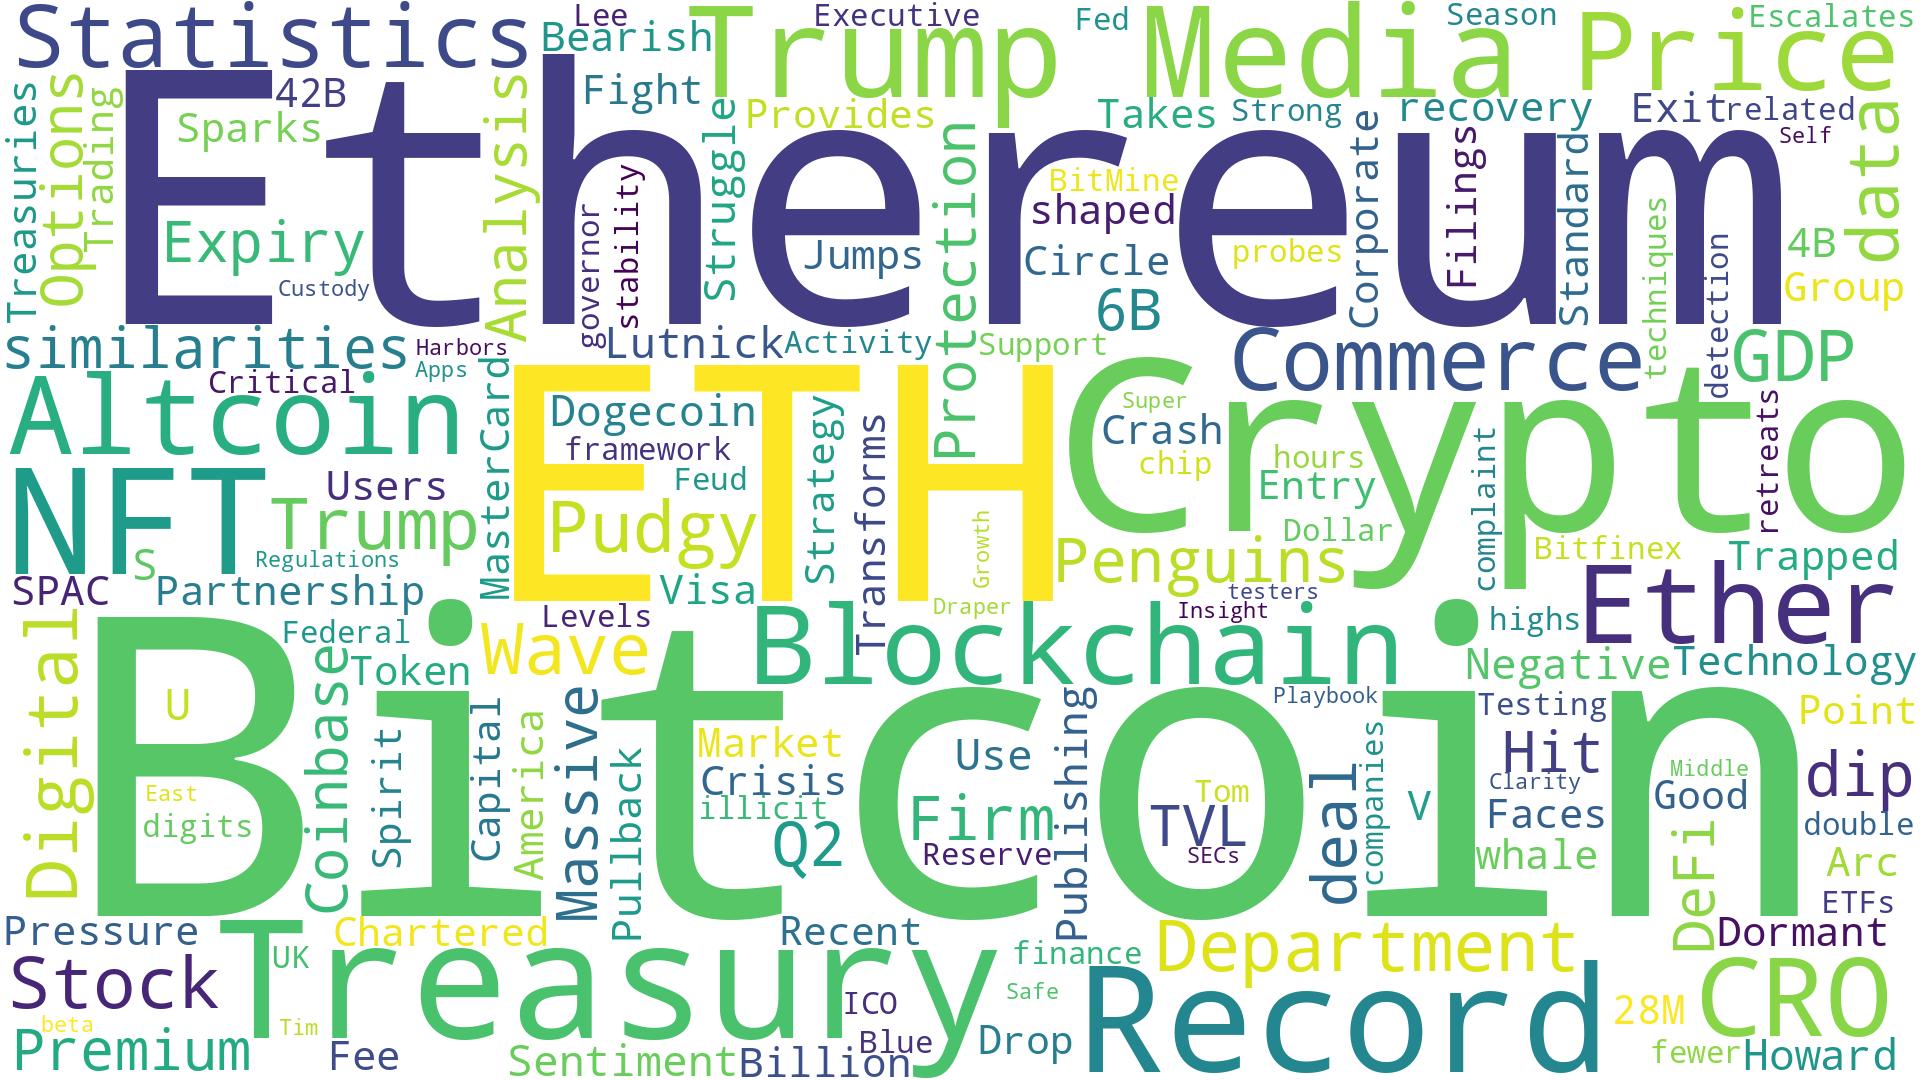 Statistics
Lee
Bearish
Trump Media
Executive
Fed
Season
Price
Escalates
Treasuries
Options
Trading
Ethereum
42B
Sparks
Expiry
Custody
Analysis
Fight
Struggle
Provides
Takes
Strong
recovery
Exit
related
Self
data
governor
stability
Jumps
Protection
BitMine
shaped
Circle
6B
probes
Corporate
Filings
Standard
techniques
detection
4B
Group
similarities
Harbors
Apps
Lutnick
Activity
Support
Commerce
GDP
Altcoin
Critical
MasterCard
ETH
Dogecoin
framework
Feud
Pudgy
Strategy
Transforms
Growth
Crypto
Super
Crash
chip
hours
Entry
Dollar
complaint
retreats
NFT
Users
Trump
S
Regulations
SPAC
Partnership
Visa
Levels
Draper
Penguins
testers
Insight
Bitfinex
Trapped
Ether
highs
Digital
Federal
Coinbase
Token
Wave
Blockchain
Negative
Technology
Bitcoin
U
East
digits
Spirit
Capital
America
Massive
Pullback
Market
Crisis
illicit
Q2
Use
Firm
Reserve
Publishing
Playbook
Tom
TVL
SECs
deal
companies
V
Testing
Hit
Clarity
Faces
whale
Middle
Good
DeFi
Point
dip
double
Arc
ETFs
Dormant
Pressure
Chartered
Recent
finance
Department
Stock
Treasury
UK
Safe
ICO
Record
28M
CRO
beta
Tim
Premium
Fee
Sentiment
Billion
Blue
Drop
fewer
Howard